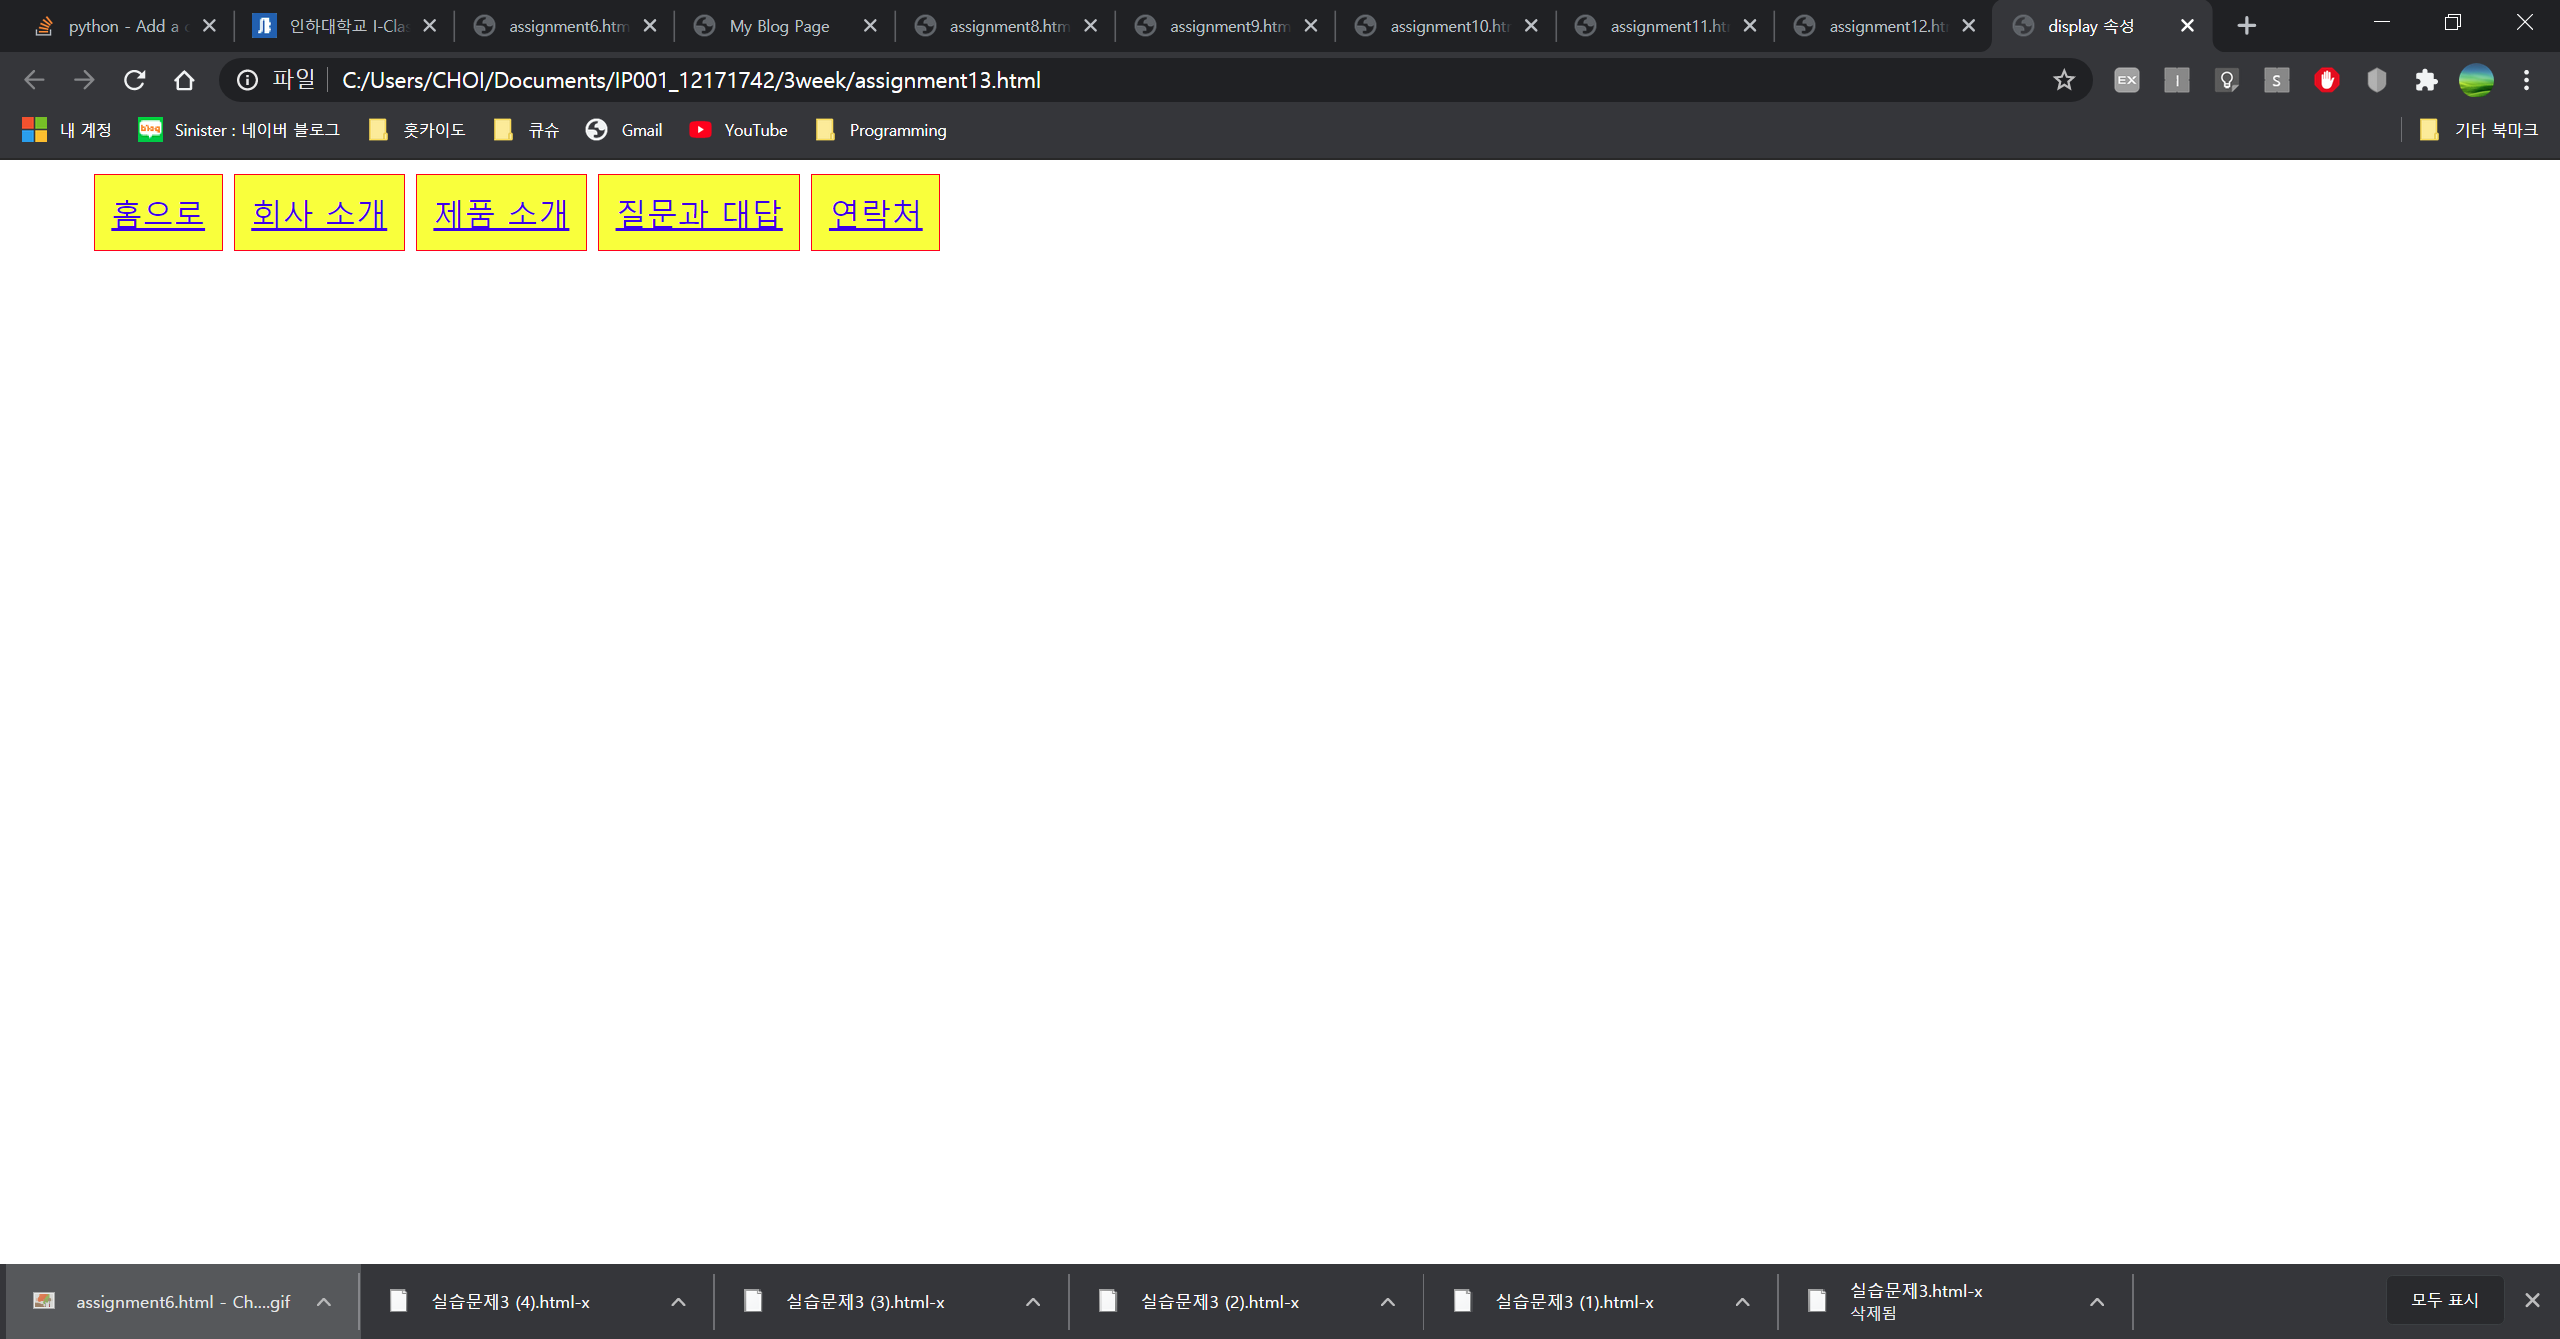 python - Add a c
인하대학교 I-Clas
assignment6.htm
My Blog Page
assignment8.htm
assignment9.htm
assignment10.ht
assignment11.ht
assignment12.ht
display 속성
파일 C:/Users/CHOI/Documents/IP001_12171742/3week/assignment13.html
EX
I
S
내 계정
blog Sinister : 네이버 블로그
홋카이도
큐슈
Gmail
YouTube
Programming
기타 북마크
홈으로 회사 소개 제품 소개 질문과 대답 연락처
assignment6.html - Ch....gif
실습문제3 (4).html-x
실습문제3 (3).html-x
실습문제3 (2).html-x
실습문제3 (1).html-x
실습문제3.html-x
삭제됨
모두 표시